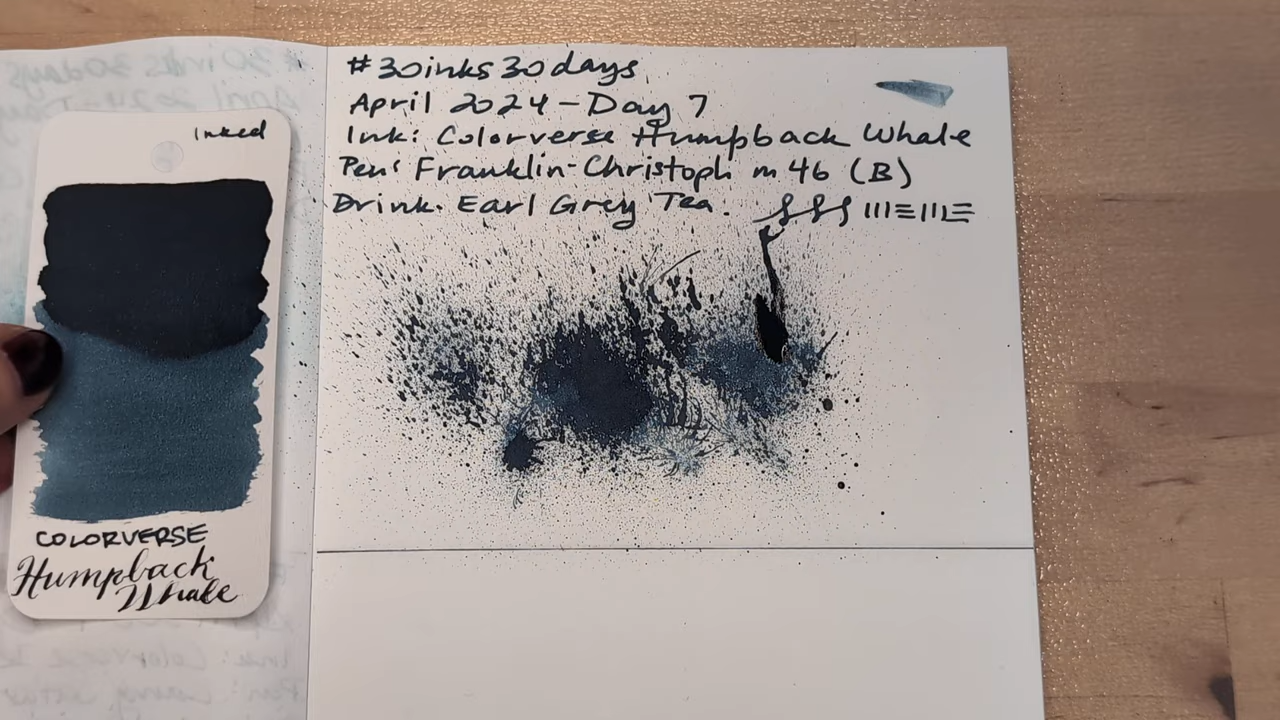 Inked
COLORVERSE
Humpback
Whale
#30inks30days
April 2024-Day 7
Ink: Colorverse Humpback Whale
Pen: Franklin-Christoph m 46 (B)
Drink. Earl Grey Tea.